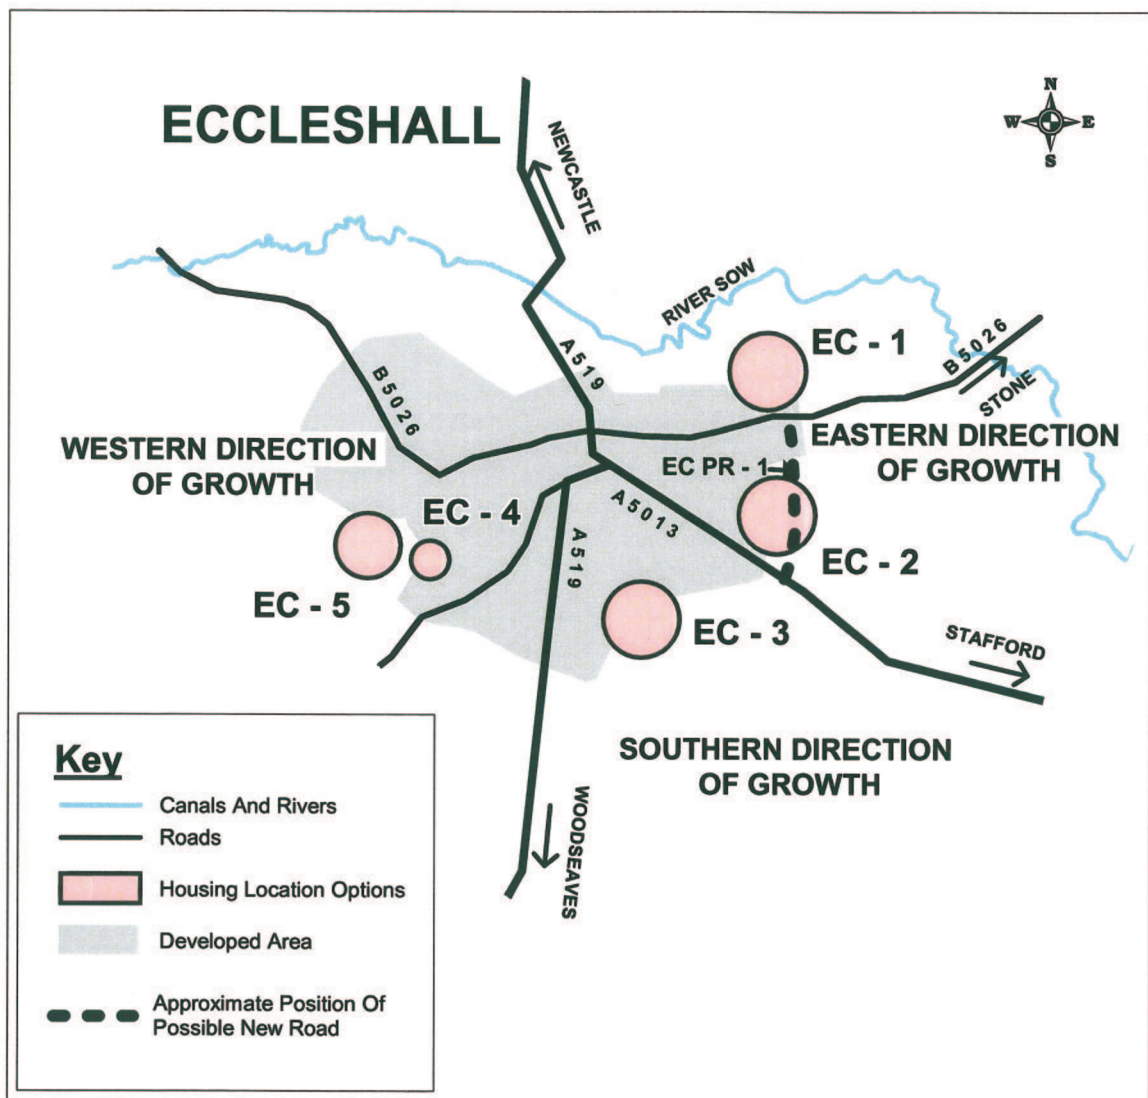 ECCLESHALL
N
W
E
S
NEWCASTLE
RIVER SOW
A519
EC - 1
B5026
STONE
B5026
WESTERN DIRECTION
OF GROWTH
EASTERN DIRECTION
OF GROWTH
EC PR - 1
EC - 4
A5013
A519
EC - 2
EC - 5
EC - 3
STAFFORD
SOUTHERN DIRECTION
OF GROWTH
WOODSEAVES
Key
Canals And Rivers
Roads
Housing Location Options
Developed Area
Approximate Position Of
Possible New Road